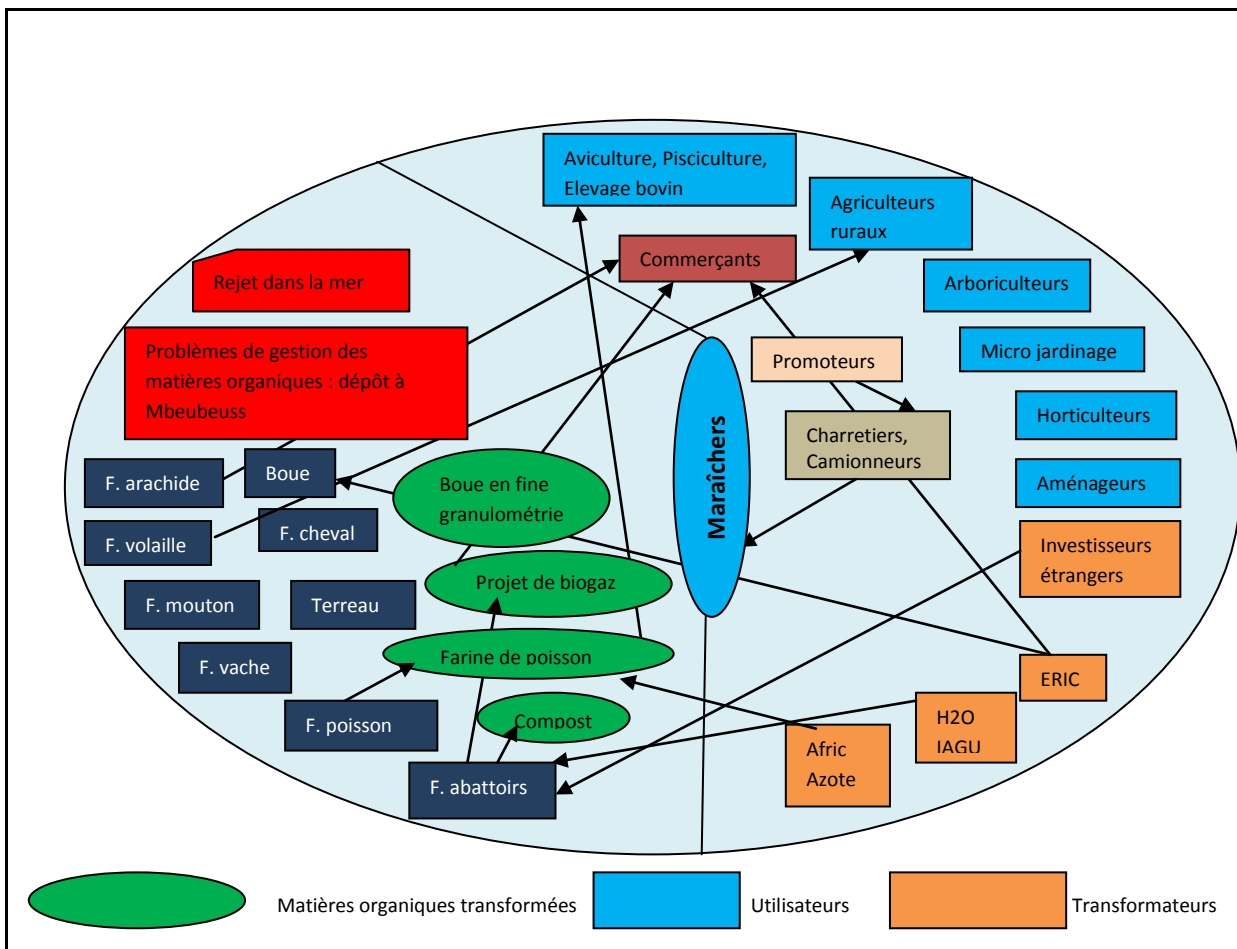 Aviculture, Pisciculture,
Elevage bovin
Agriculteurs
ruraux
Commerçants
Rejet dans la mer
Arboriculteurs
Problèmes de gestion des
matières organiques : dépôt à
Mbeubeuss
Promoteurs
Micro jardinage
Maraîchers
Charretiers,
Camionneurs
Horticulteurs
F. arachide
Boue
Boue en fine
granulométrie
Aménageurs
F. volaille
F. cheval
Investisseurs
étrangers
Projet de biogaz
F. mouton
Terreau
F. vache
Farine de poisson
ERIC
F. poisson
Compost
H2O
IAGU
Afric
Azote
F. abattoirs
Matières organiques transformées
Utilisateurs
Transformateurs